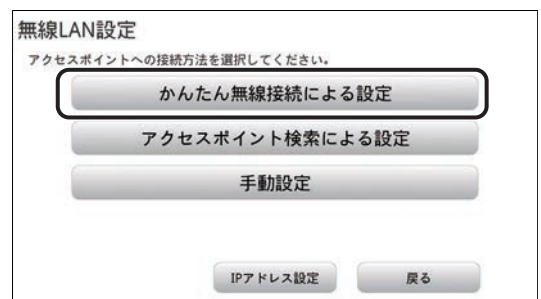 無線LAN設定
アクセスポイントへの接続方法を選択してください。
かんたん無線接続による設定
アクセスポイント検索による設定
手動設定
IPアドレス設定
戻る